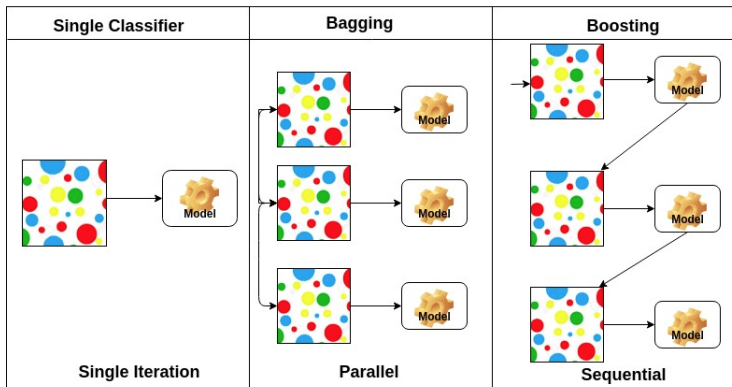 Single Classifier
Bagging
Boosting
Model
Model
Model
Model
Model
Model
Model
Single Iteration
Parallel
Sequential